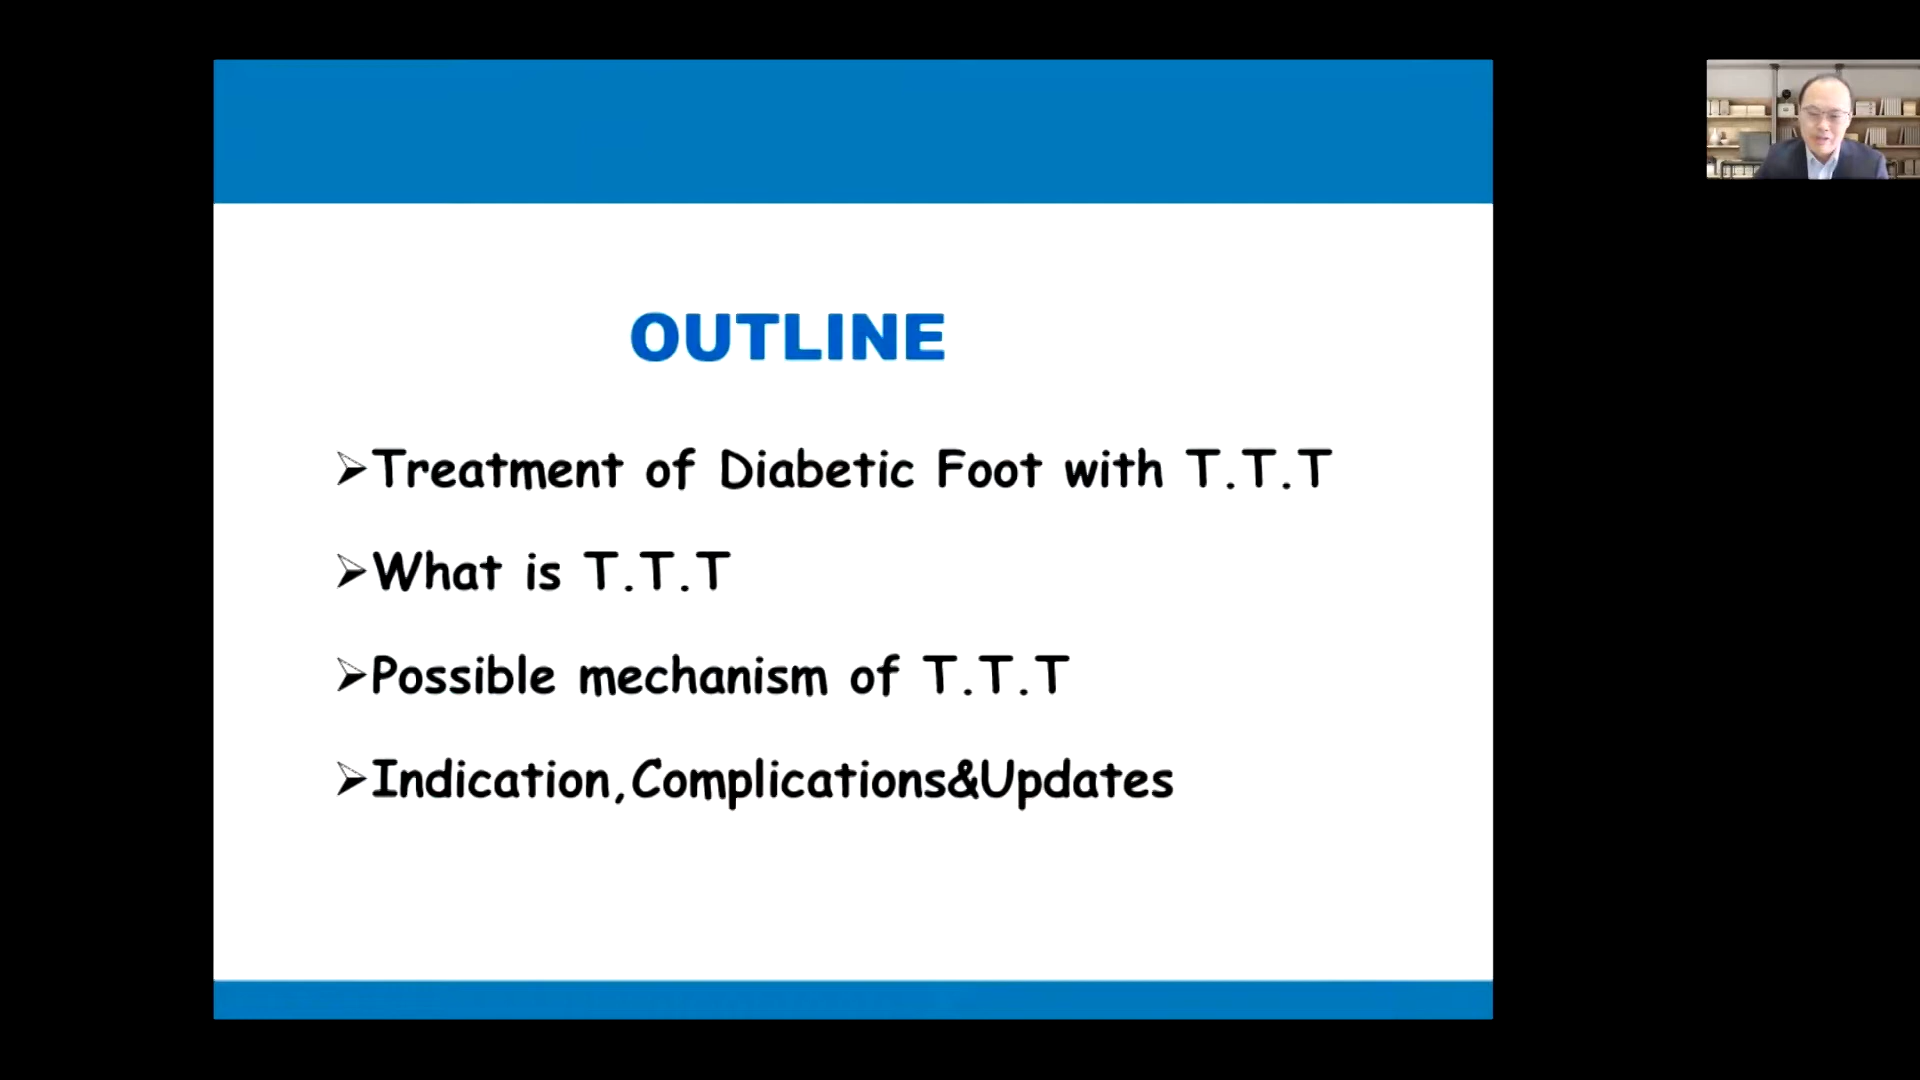 OUTLINE
➢Treatment of Diabetic Foot with T.T.T
➢What is T.T.T
➢Possible mechanism of T.T.T
➢Indication,Complications&Updates